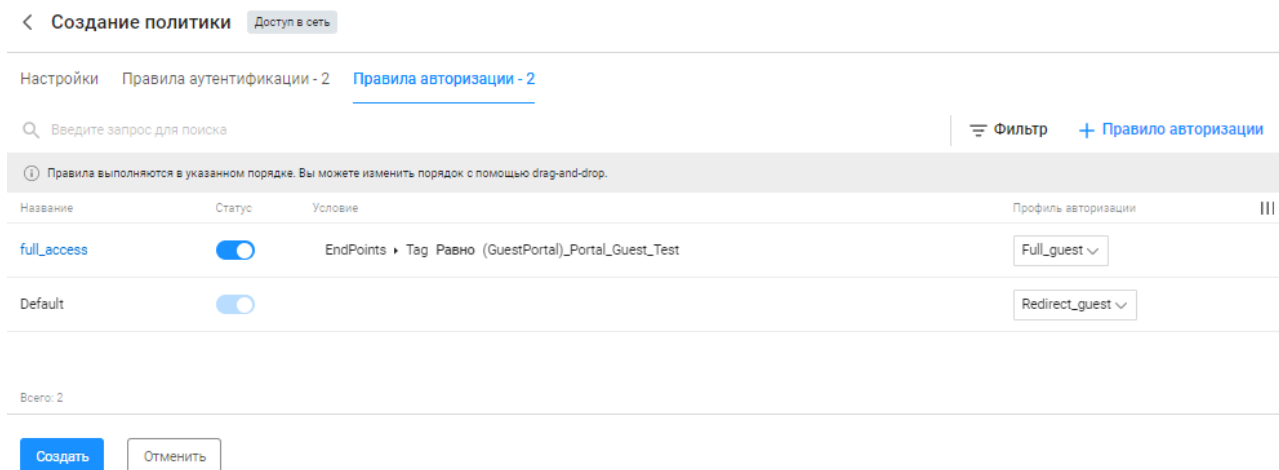 Создание политики Доступ в сеть
Настройки Правила аутентификации - 2 Правила авторизации - 2
Введите запрос для поиска Фильтр + Правило авторизации
Правила выполняются в указанном порядке. Вы можете изменить порядок с помощью drag-and-drop.
Название Статус Условие Профиль авторизации
full_access EndPoints ▸ Tag Равно (GuestPortal)_Portal_Guest_Test Full_guest
Default Redirect_guest
Всего: 2
Создать Отменить